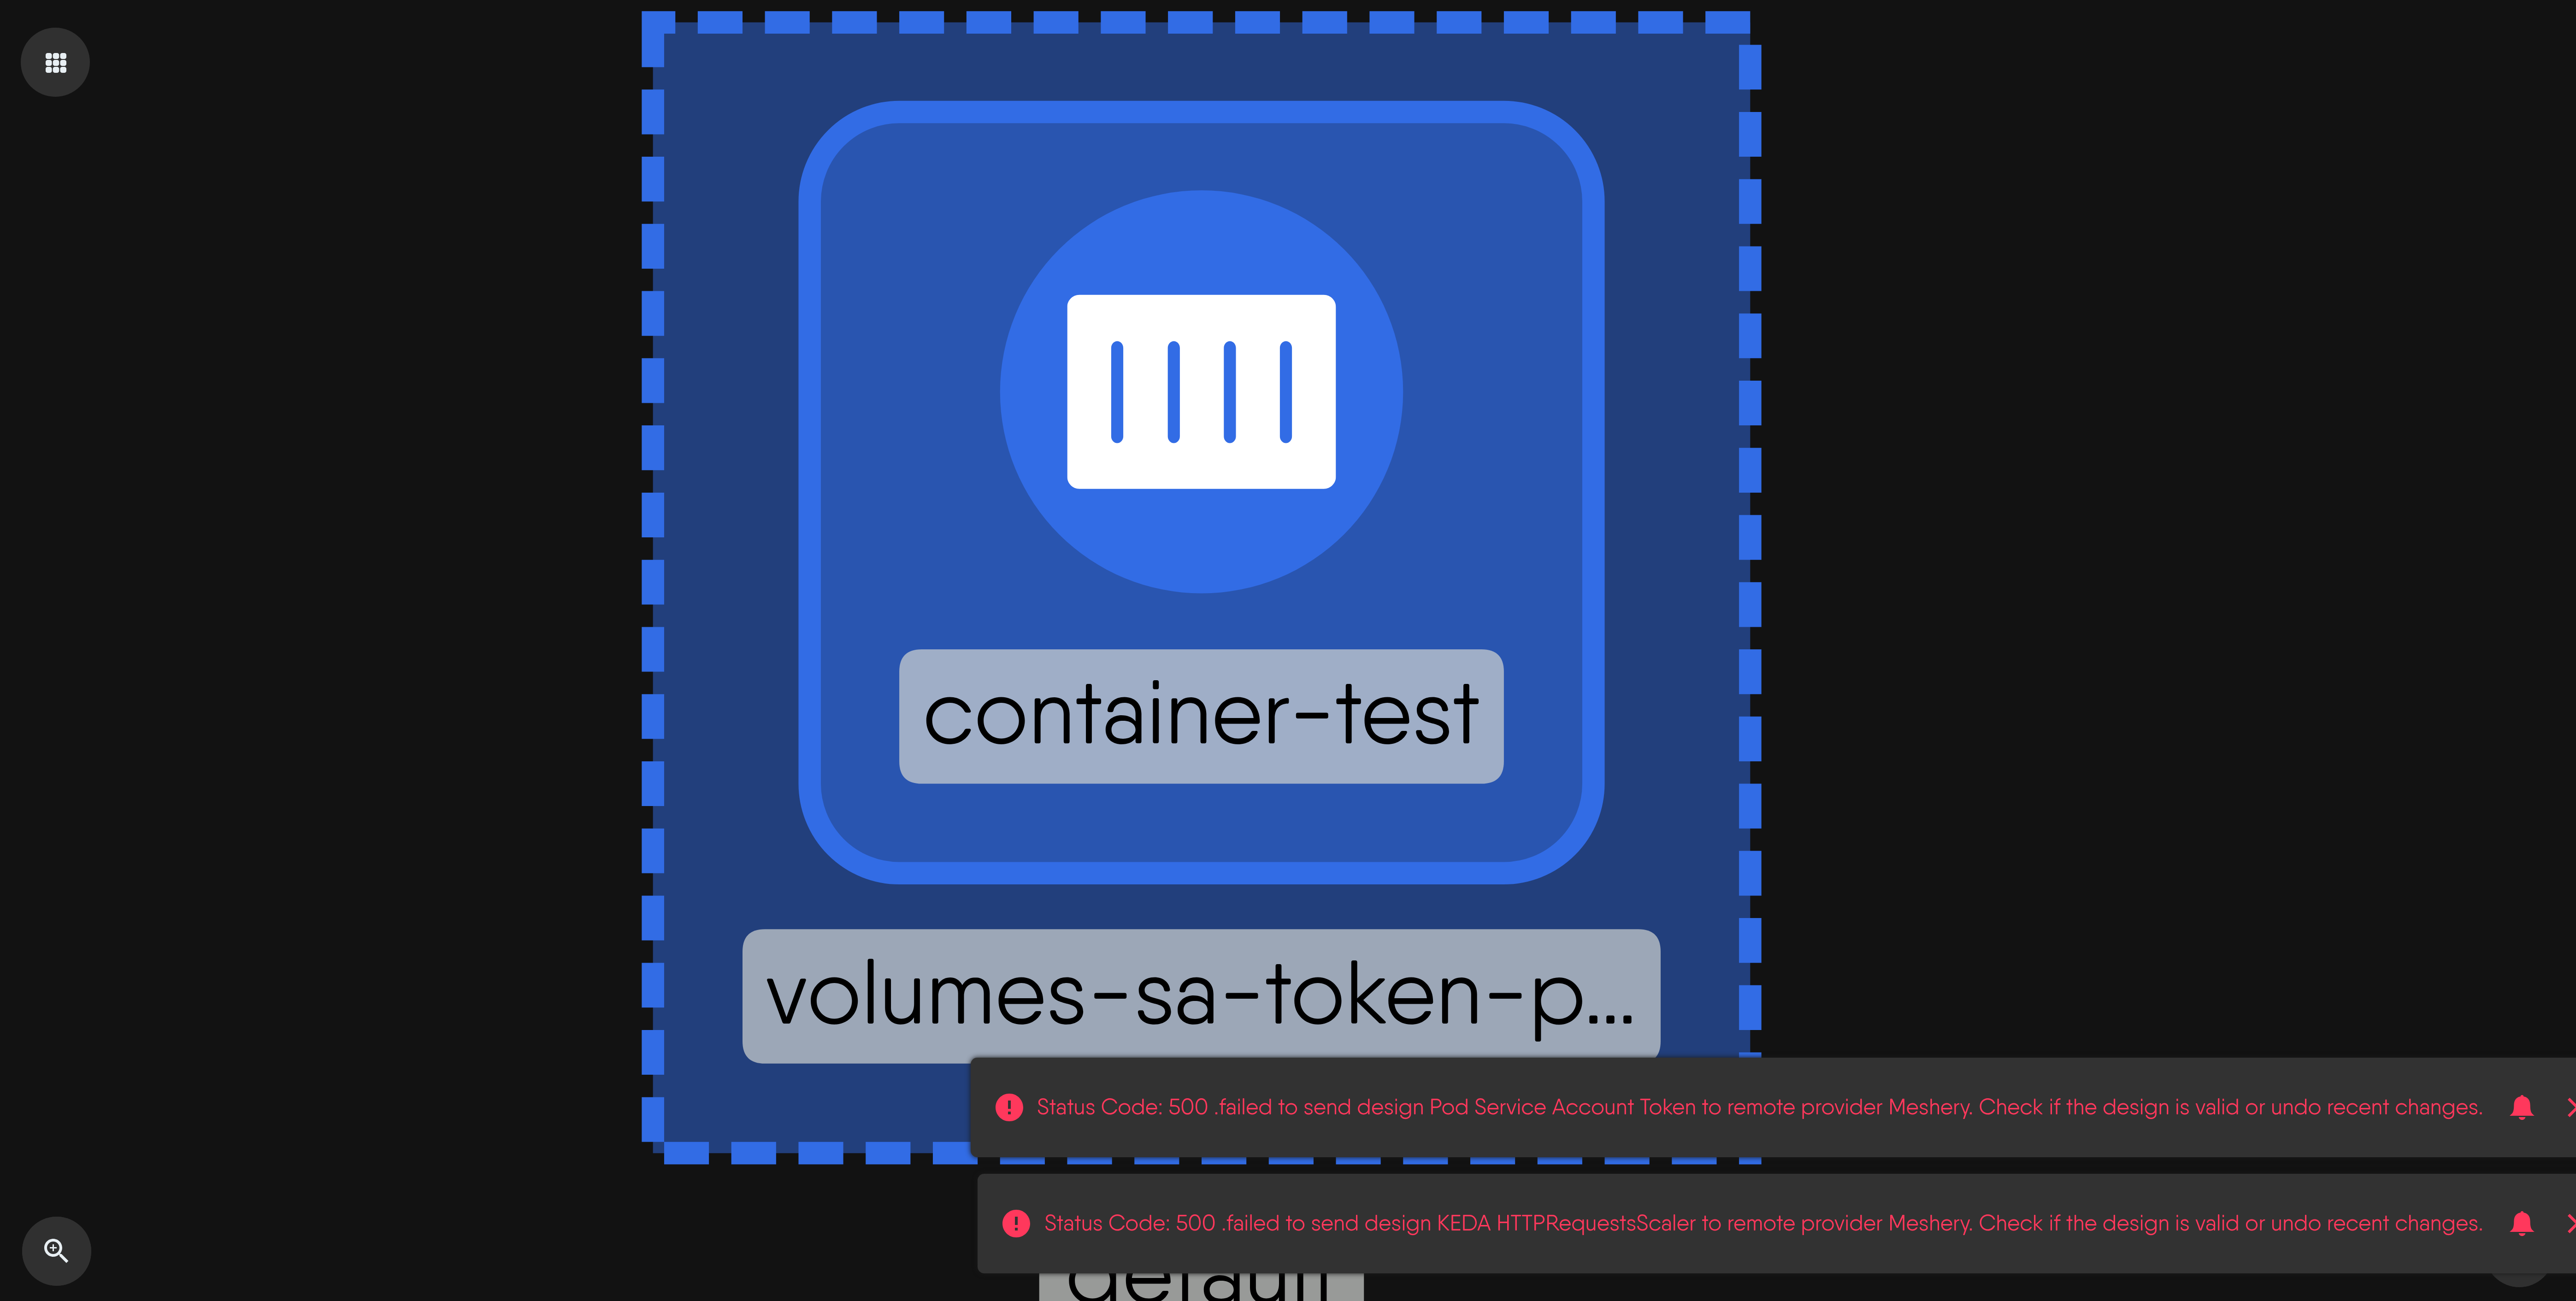 container-test
volumes-sa-token-p...
Status Code: 500 .failed to send design Pod Service Account Token to remote provider Meshery. Check if the design is valid or undo recent changes.
Status Code: 500 .failed to send design KEDA HTTPRequestsScaler to remote provider Meshery. Check if the design is valid or undo recent changes.
default